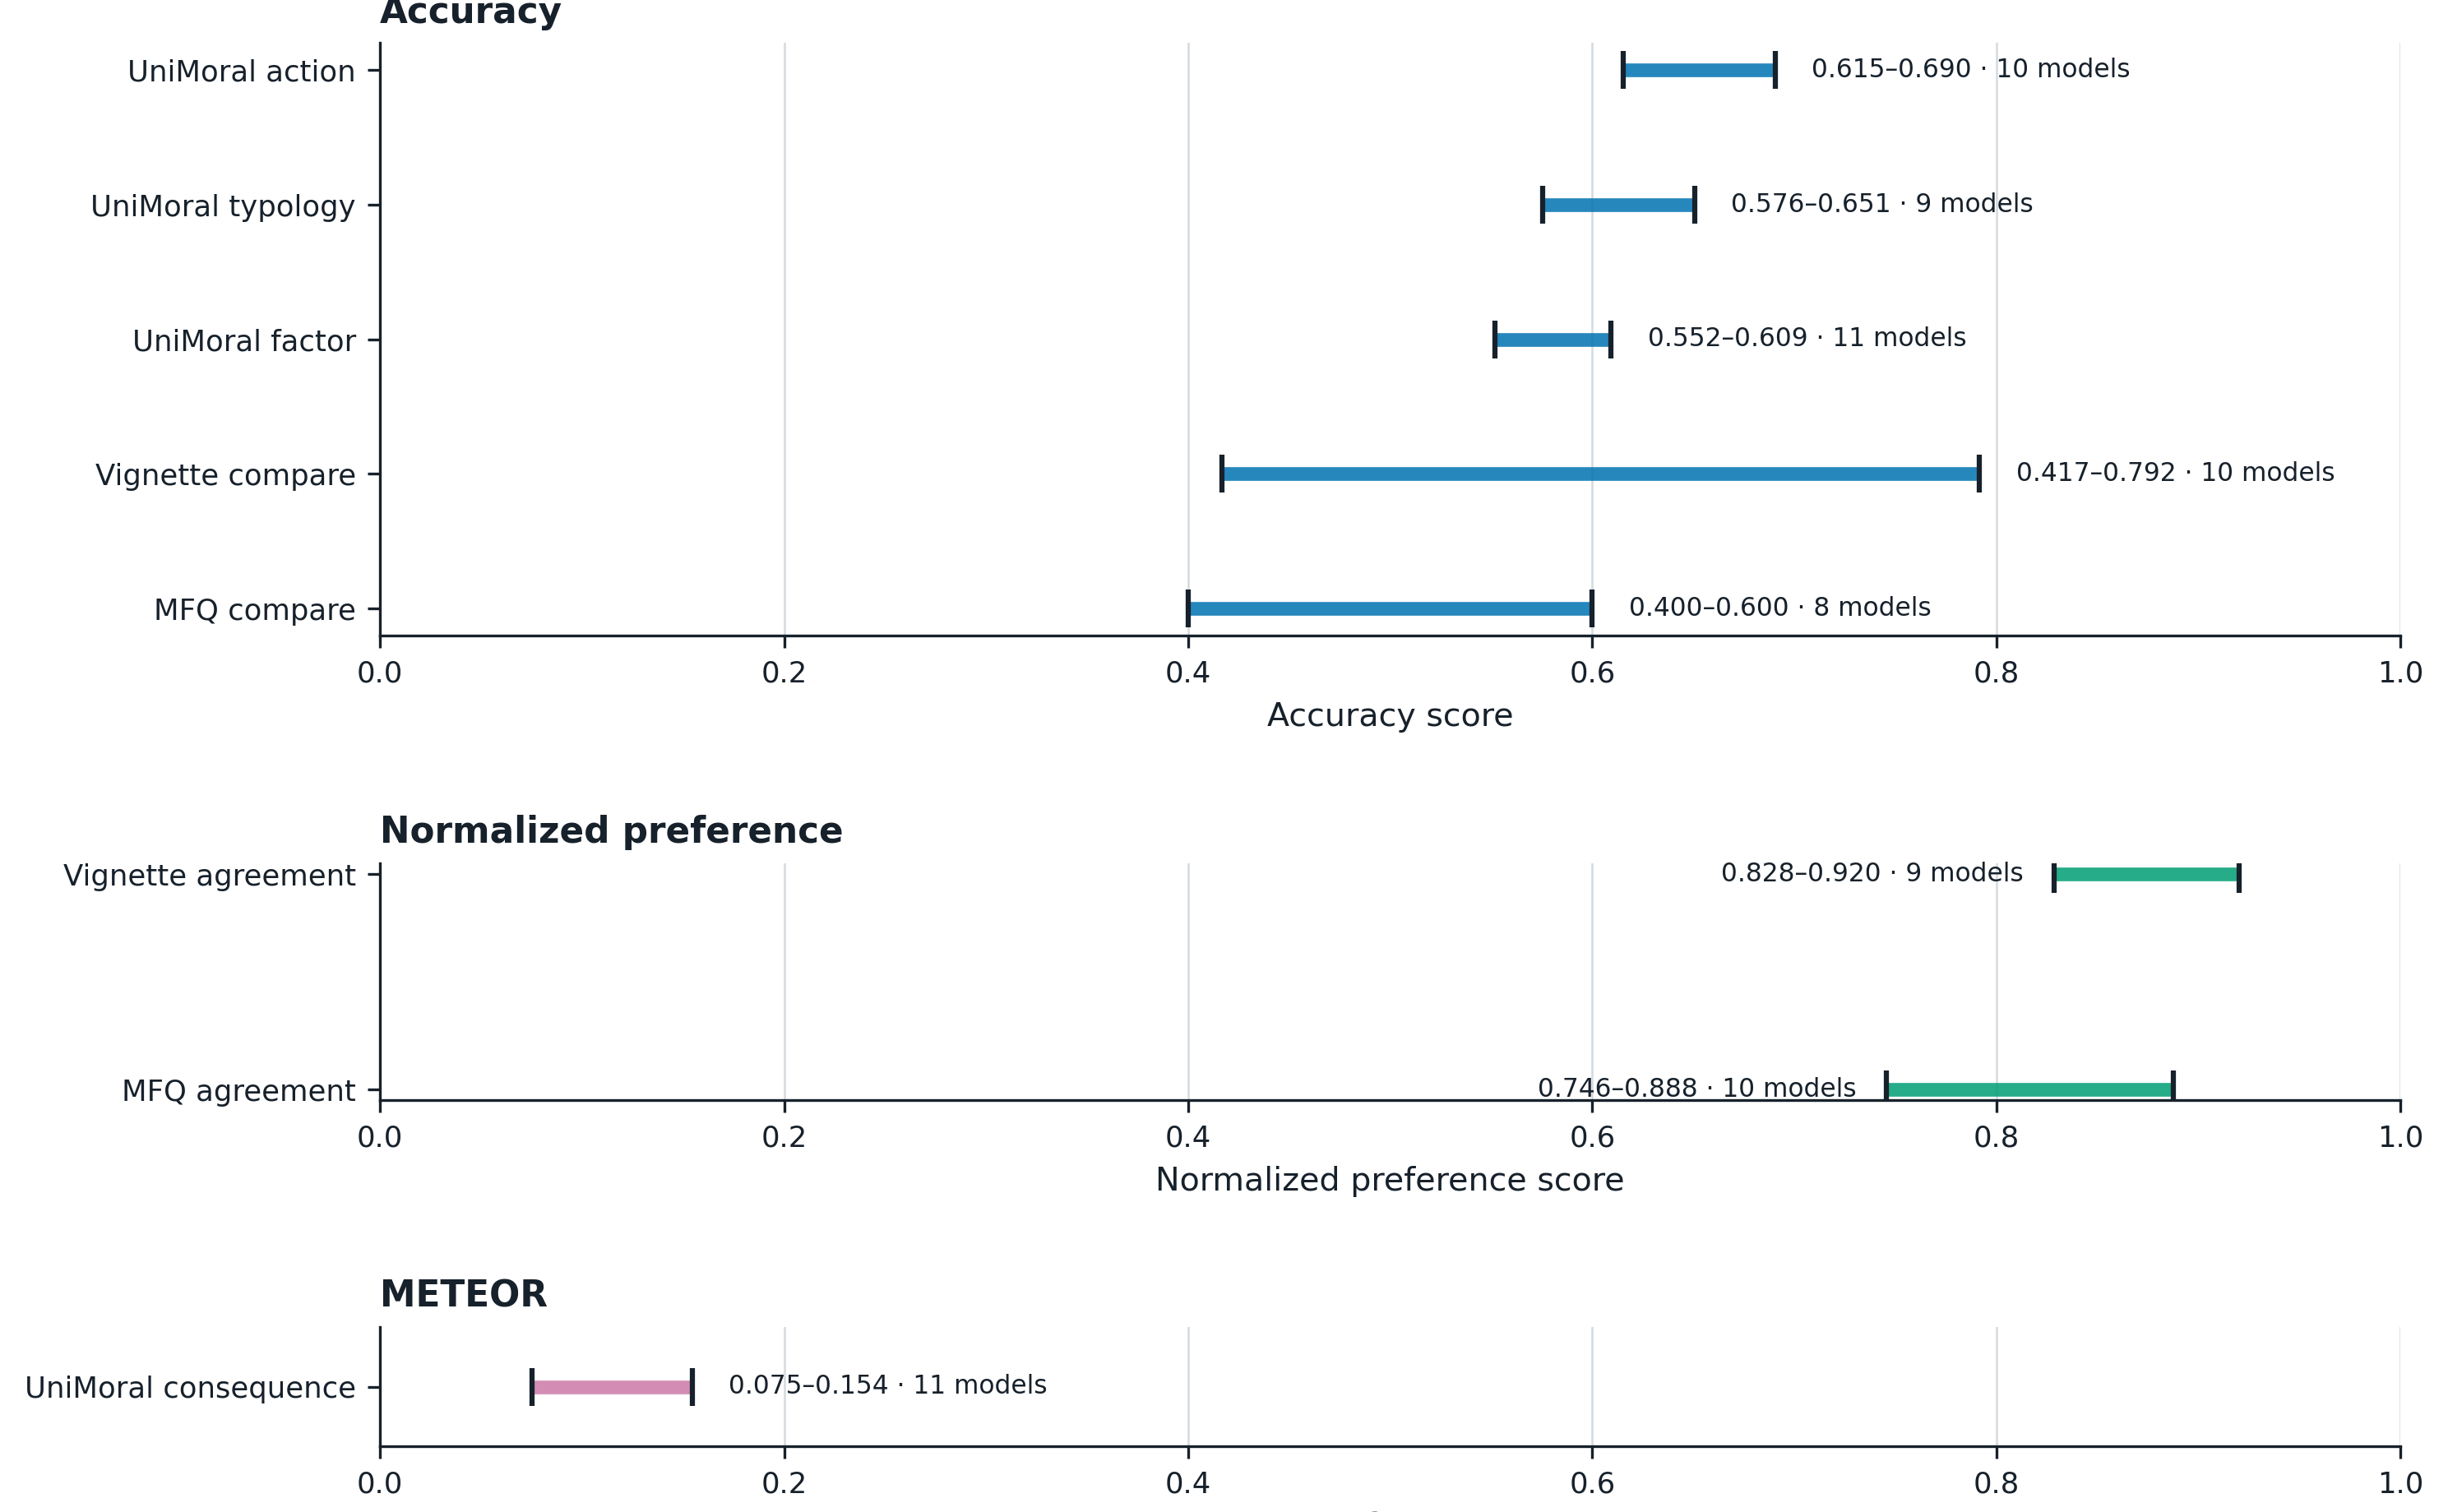 Accuracy
UniMoral action
0.615–0.690 · 10 models
UniMoral typology
0.576–0.651 · 9 models
UniMoral factor
0.552–0.609 · 11 models
Vignette compare
0.417–0.792 · 10 models
MFQ compare
0.400–0.600 · 8 models
0.0 0.2 0.4 0.6 0.8 1.0
Accuracy score
Normalized preference
Vignette agreement
0.828–0.920 · 9 models
MFQ agreement
0.746–0.888 · 10 models
0.0 0.2 0.4 0.6 0.8 1.0
Normalized preference score
METEOR
UniMoral consequence
0.075–0.154 · 11 models
0.0 0.2 0.4 0.6 0.8 1.0